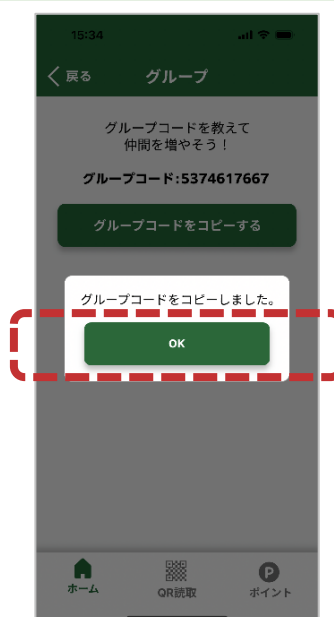 15:34
戻る
グループ
グループコードを教えて
仲間を増やそう！
グループコード:5374617667
グループコードをコピーする
グループコードをコピーしました。
OK
ホーム
QR読取
P
ポイント